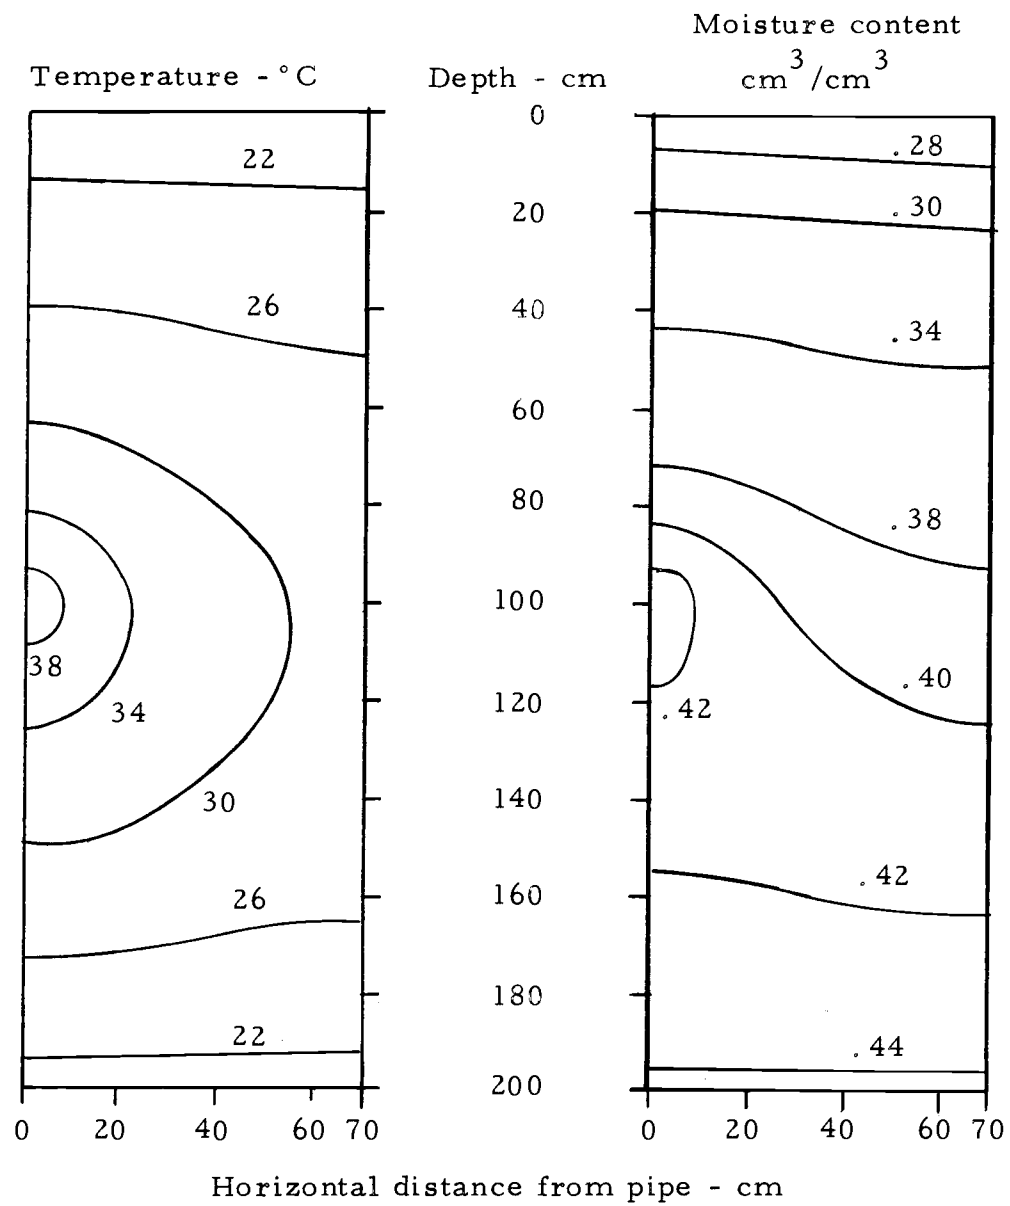 Moisture content
Temperature - °C Depth - cm cm³/cm³
0
22 .28
20 .30
26 40 .34
60
80 .38
100
38 .40
34 120 .42
30 140
26 160 .42
180
22 .44
200
0 20 40 60 70 0 20 40 60 70
Horizontal distance from pipe - cm